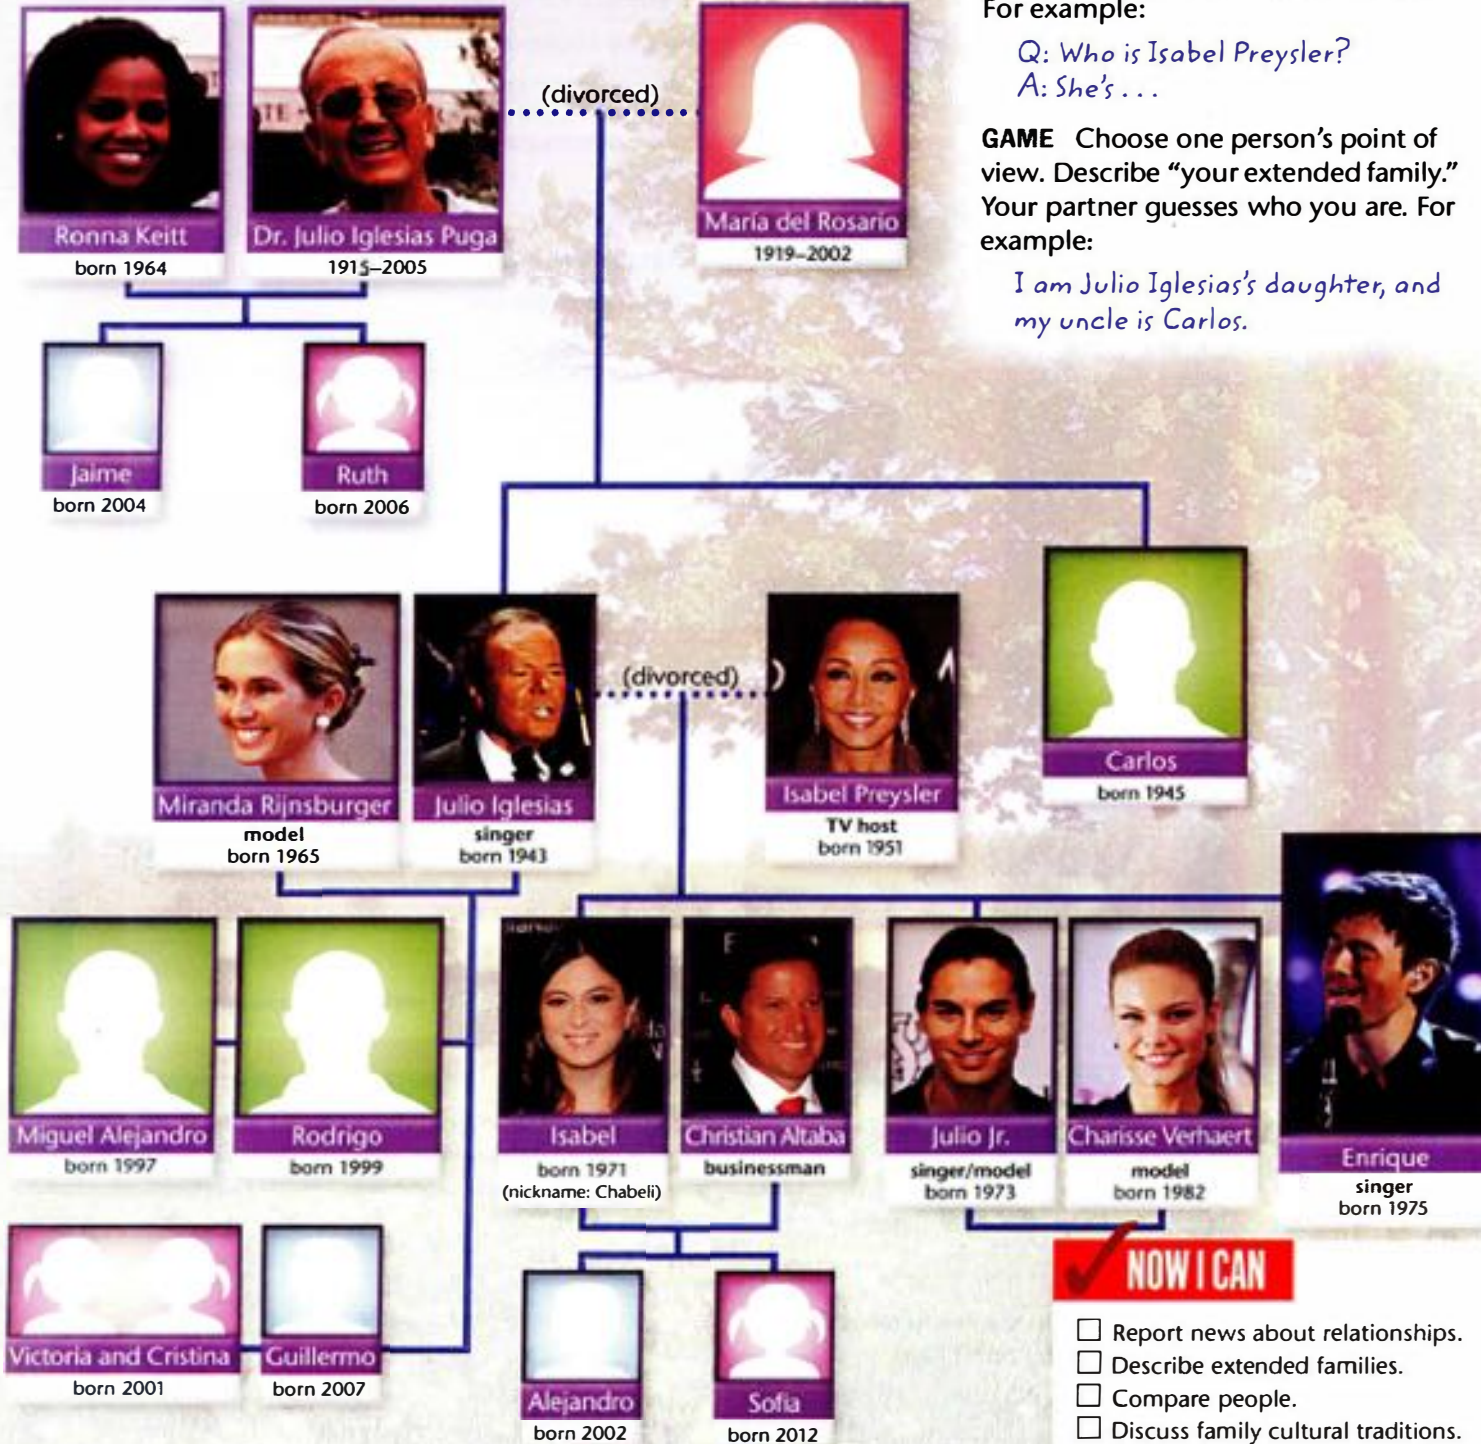 For example:
Q: Who is Isabel Preysler?
A: She's . . .
GAME Choose one person's point of
view. Describe "your extended family."
Your partner guesses who you are. For
example:
I am Julio Iglesias's daughter, and
my uncle is Carlos.
Ronna Keitt
born 1964
Dr. Julio Iglesias Puga
1915–2005
(divorced)
María del Rosario
1919–2002
Jaime
born 2004
Ruth
born 2006
Miranda Rijnsburger
model
born 1965
Julio Iglesias
singer
born 1943
(divorced)
Isabel Preysler
TV host
born 1951
Carlos
born 1945
Miguel Alejandro
born 1997
Rodrigo
born 1999
Isabel
born 1971
(nickname: Chabeli)
Christian Altaba
businessman
Julio Jr.
singer/model
born 1973
Charisse Verhaert
model
born 1982
Enrique
singer
born 1975
Victoria and Cristina
born 2001
Guillermo
born 2007
Alejandro
born 2002
Sofia
born 2012
NOW I CAN
Report news about relationships.
Describe extended families.
Compare people.
Discuss family cultural traditions.